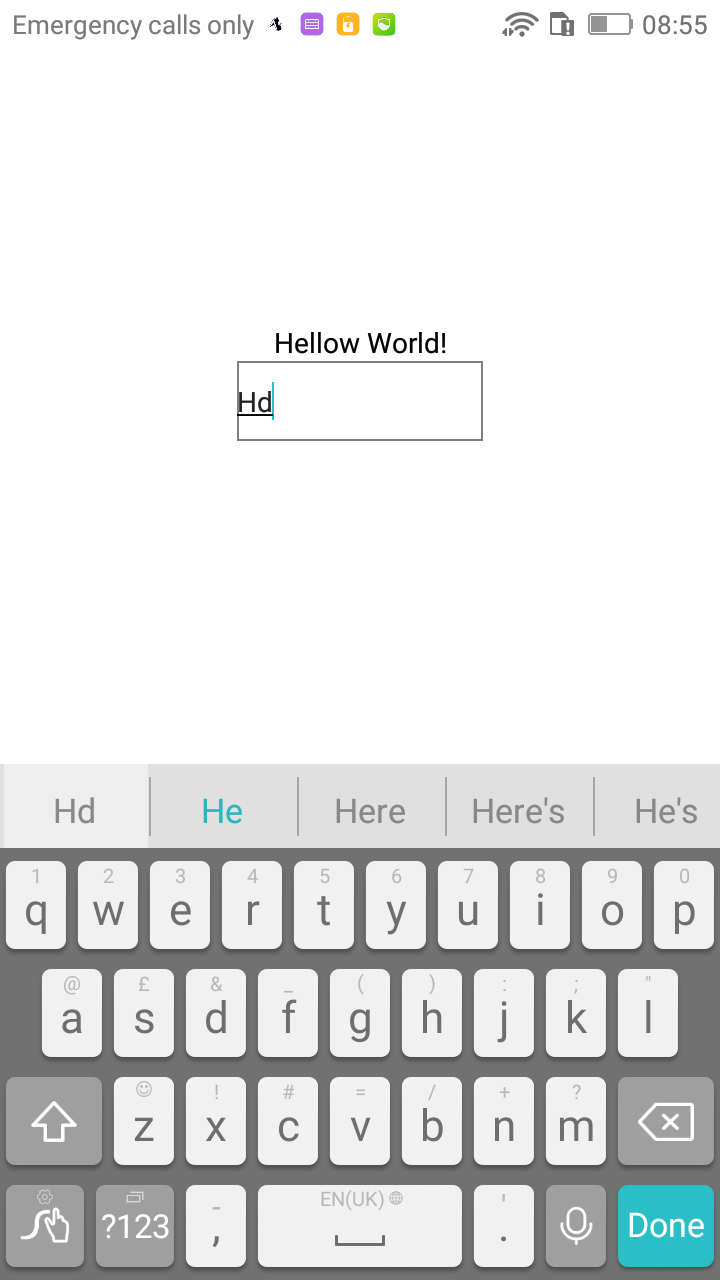 Emergency calls only 08:55
Hellow World!
Hd
Hd He Here Here's He's
1 2 3 4 5 6 7 8 9 0
q w e r t y u i o p
@ £ & _ ( ) : ; "
a s d f g h j k l
! # = / + ?
z x c v b n m
- EN(UK) '
?123 , . Done